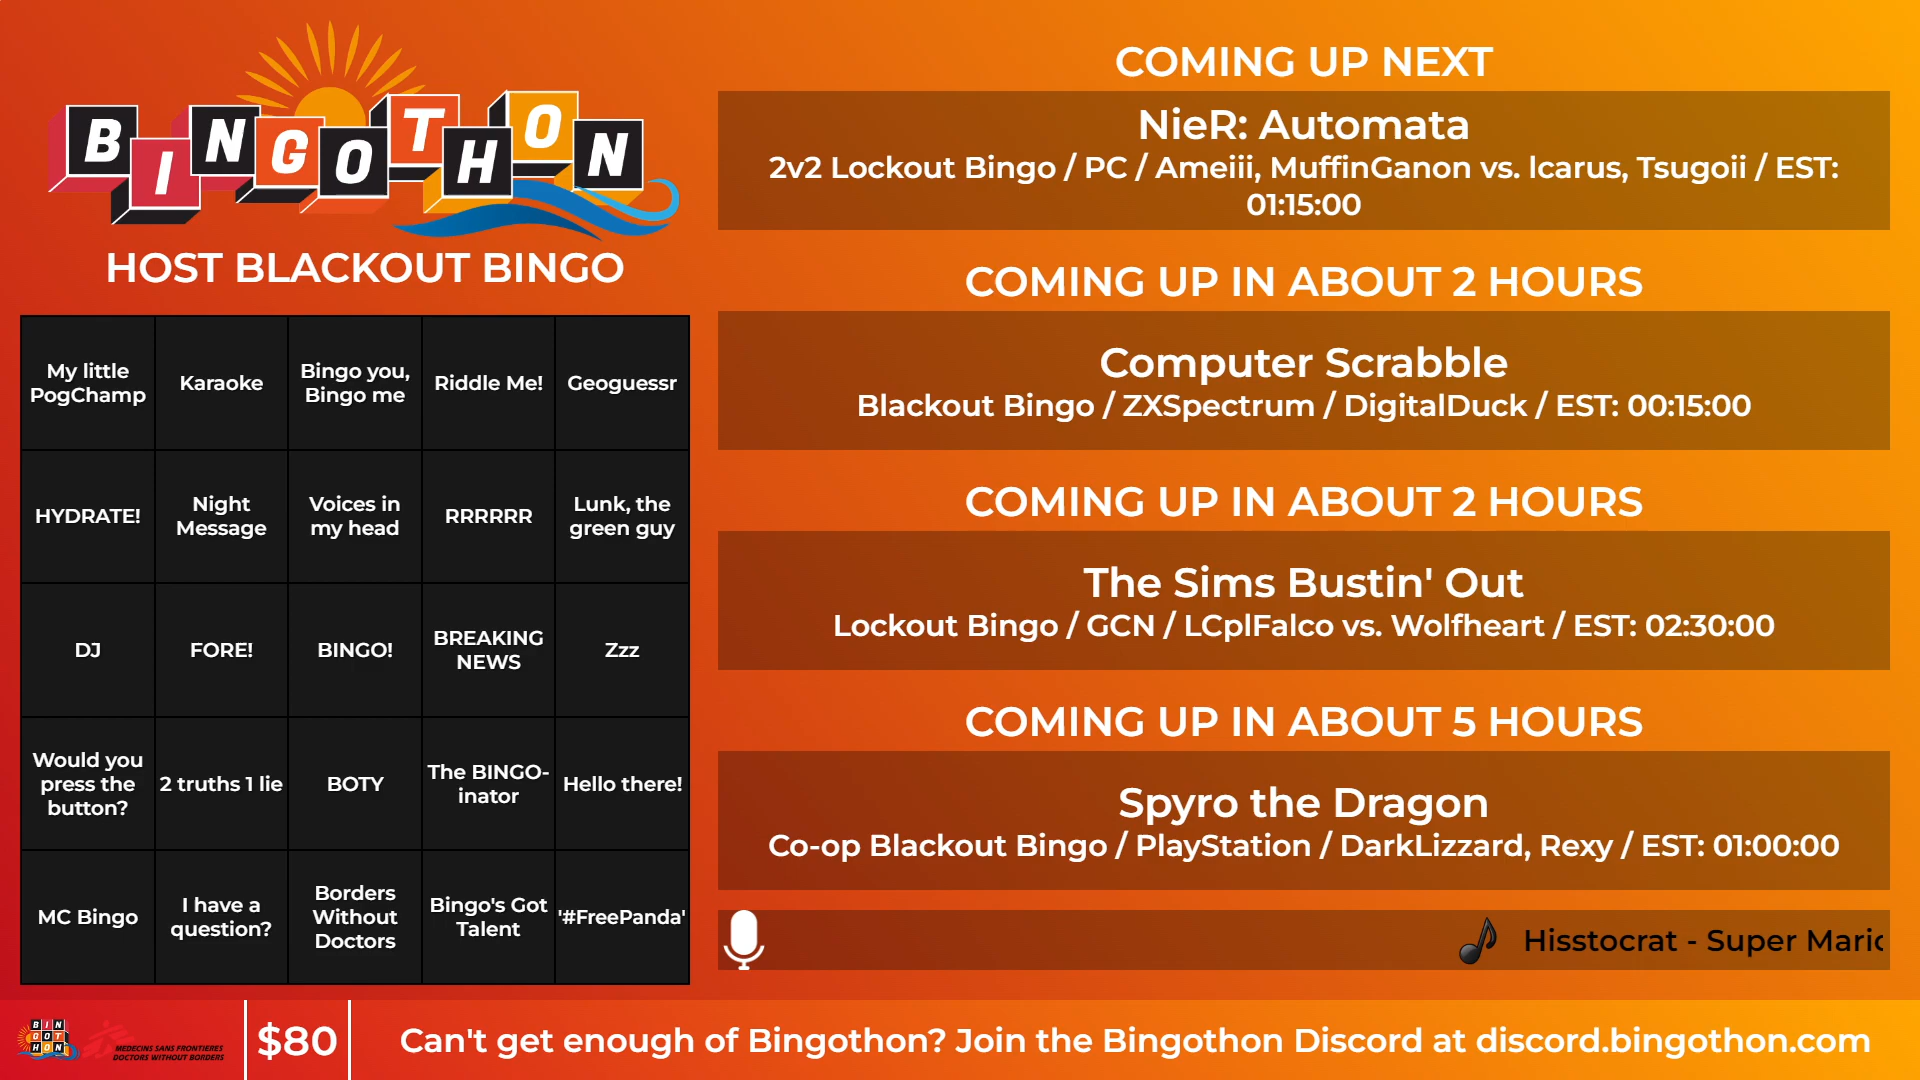 BINGOTHON
HOST BLACKOUT BINGO
My little
PogChamp
Karaoke
Bingo you,
Bingo me
Riddle Me!
Geoguessr
HYDRATE!
Night
Message
Voices in
my head
RRRRRR
Lunk, the
green guy
DJ
FORE!
BINGO!
BREAKING
NEWS
Zzz
Would you
press the
button?
2 truths 1 lie
BOTY
The BINGO-
inator
Hello there!
MC Bingo
I have a
question?
Borders
Without
Doctors
Bingo's Got
Talent
'#FreePanda'
COMING UP NEXT
NieR: Automata
2v2 Lockout Bingo / PC / Ameiii, MuffinGanon vs. lcarus, Tsugoii / EST:
01:15:00
COMING UP IN ABOUT 2 HOURS
Computer Scrabble
Blackout Bingo / ZXSpectrum / DigitalDuck / EST: 00:15:00
COMING UP IN ABOUT 2 HOURS
The Sims Bustin' Out
Lockout Bingo / GCN / LCplFalco vs. Wolfheart / EST: 02:30:00
COMING UP IN ABOUT 5 HOURS
Spyro the Dragon
Co-op Blackout Bingo / PlayStation / DarkLizzard, Rexy / EST: 01:00:00
Hisstocrat - Super Mario
BIN
GOT
HON
MEDECINS SANS FRONTIERES
DOCTORS WITHOUT BORDERS
$80
Can't get enough of Bingothon? Join the Bingothon Discord at discord.bingothon.com